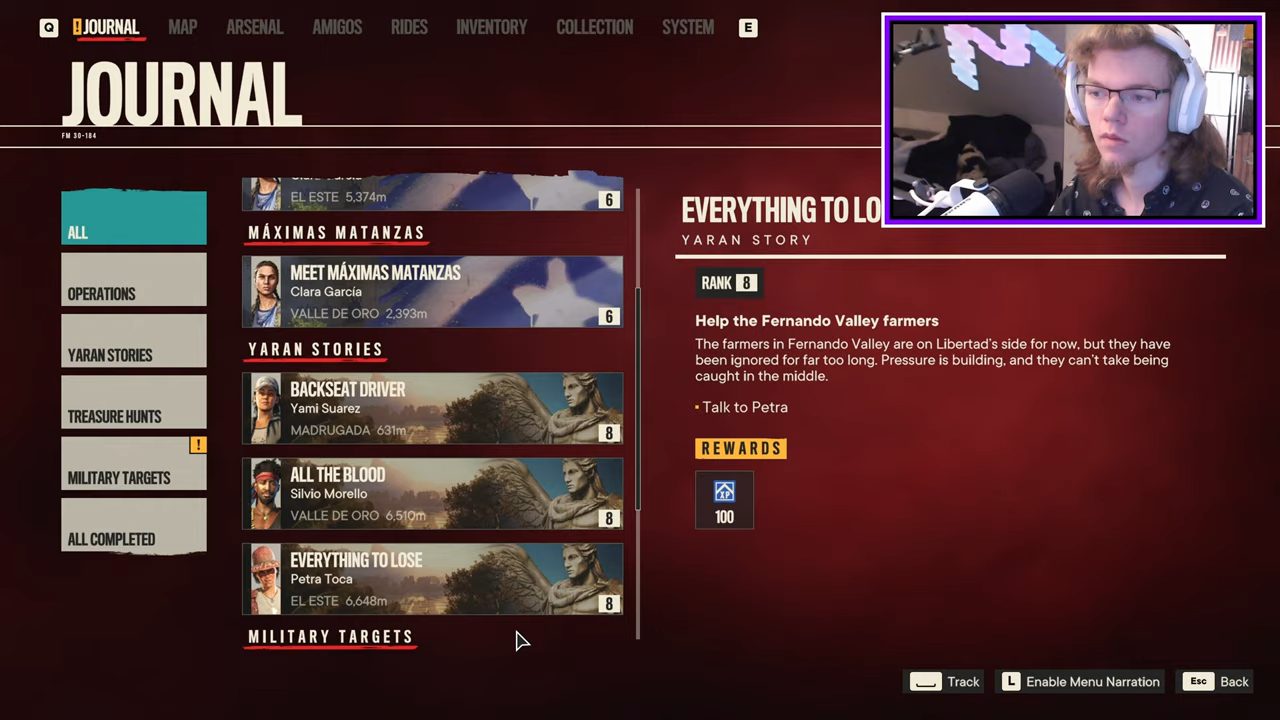 Q ! JOURNAL MAP ARSENAL AMIGOS RIDES INVENTORY COLLECTION SYSTEM E
JOURNAL
FM 30-184
ALL
OPERATIONS
YARAN STORIES
TREASURE HUNTS
!
MILITARY TARGETS
ALL COMPLETED
EL ESTE 5,374m
6
MÁXIMAS MATANZAS
MEET MÁXIMAS MATANZAS
Clara García
VALLE DE ORO 2,393m
6
YARAN STORIES
BACKSEAT DRIVER
Yami Suarez
MADRUGADA 631m
8
ALL THE BLOOD
Silvio Morello
VALLE DE ORO 6,510m
8
EVERYTHING TO LOSE
Petra Toca
EL ESTE 6,648m
8
MILITARY TARGETS
EVERYTHING TO LO
YARAN STORY
RANK 8
Help the Fernando Valley farmers
The farmers in Fernando Valley are on Libertad's side for now, but they have
been ignored for far too long. Pressure is building, and they can't take being
caught in the middle.
Talk to Petra
REWARDS
XP
100
Track
L Enable Menu Narration
Esc Back